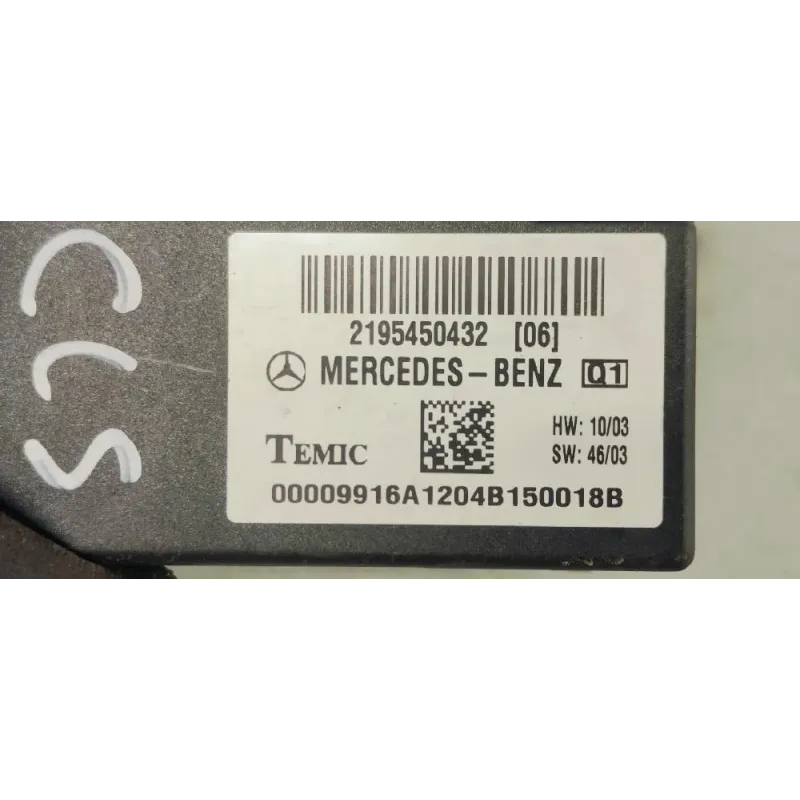 CLS
2195450432 [06]
MERCEDES-BENZ Q1
TEMIC
HW: 10/03
SW: 46/03
00009916A1204B150018B